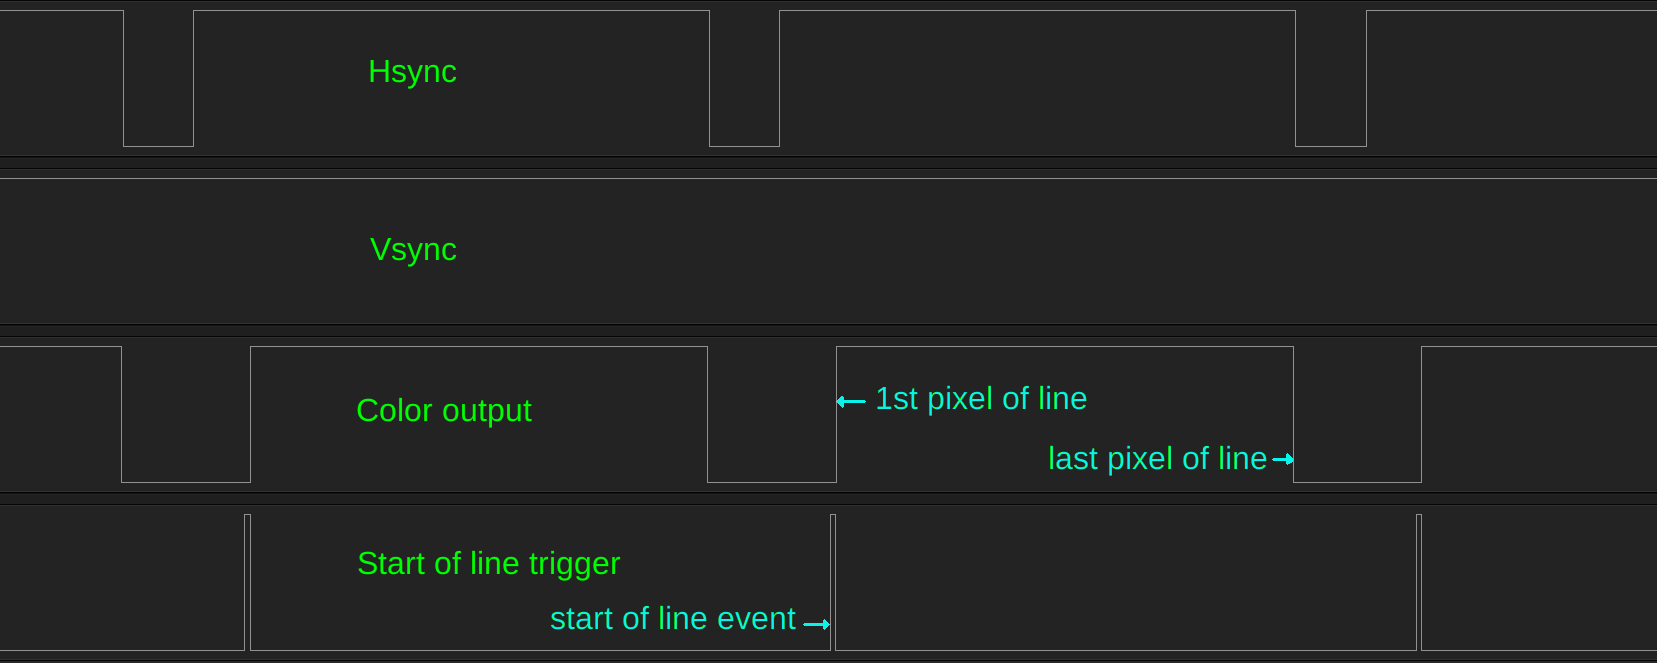 Hsync
Vsync
Color output
1st pixel of line
last pixel of line
Start of line trigger
start of line event